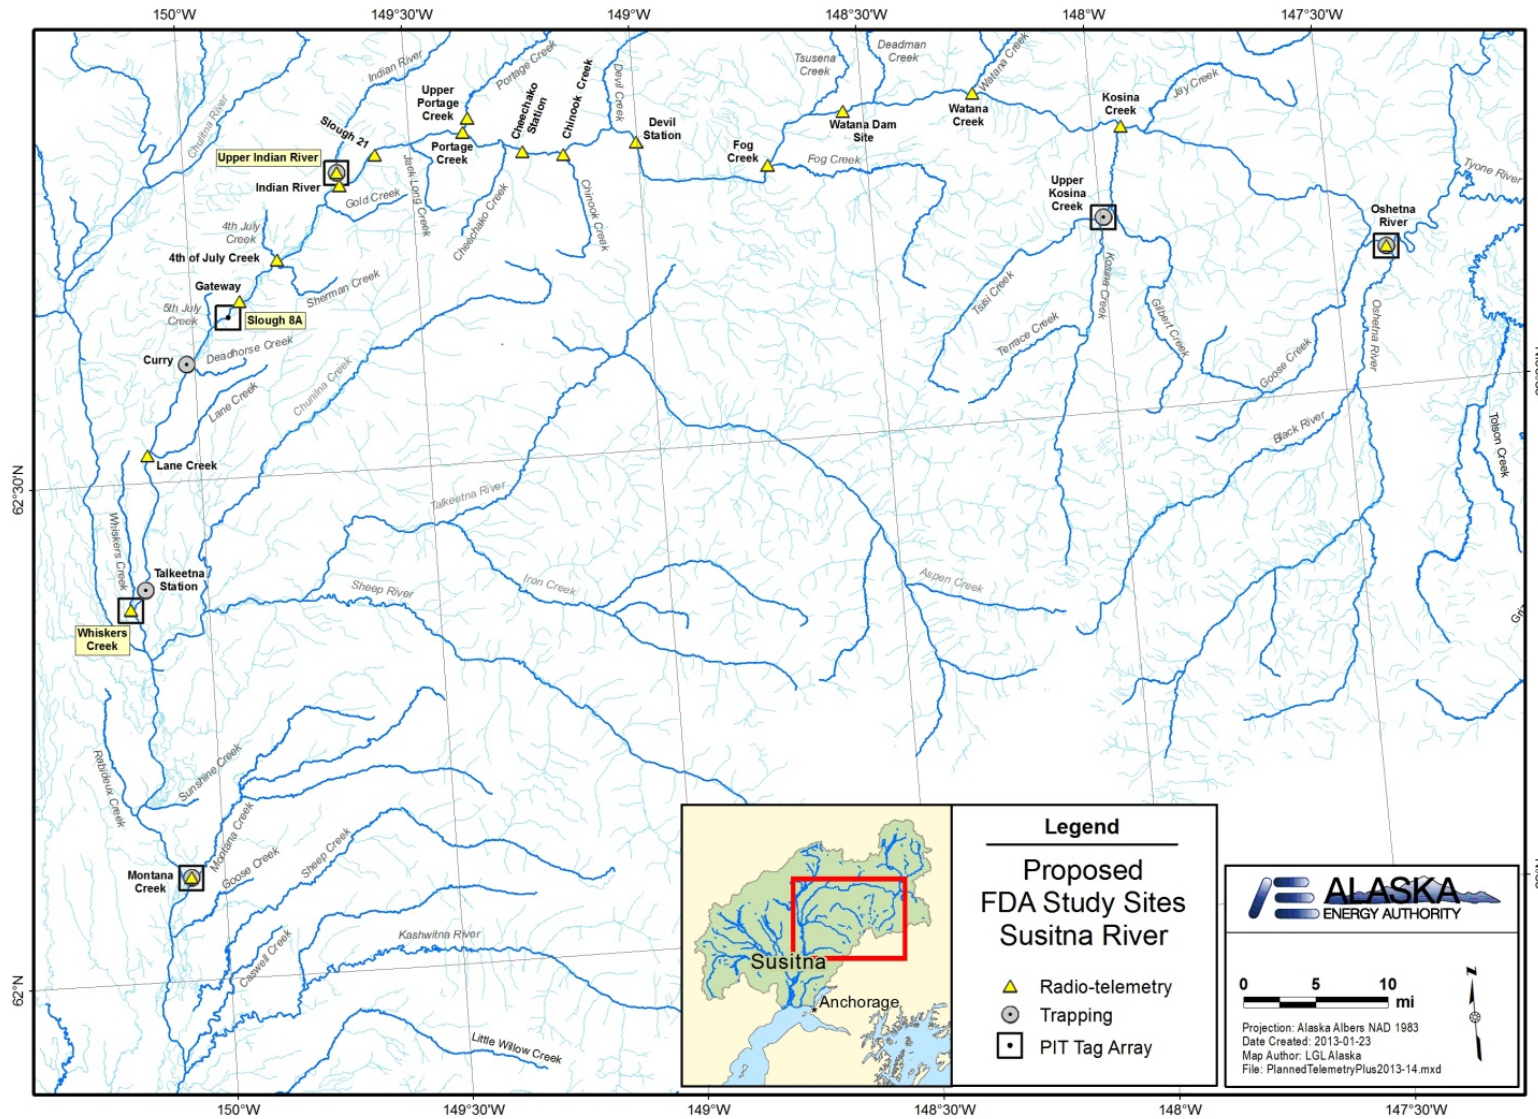 150°W
149°30'W
149°W
148°30'W
148°W
147°30'W
Indian River
Portage Creek
Upper
Portage
Creek
Cheechako
Station
Chinook Creek
Devil Creek
Tsusena
Creek
Deadman
Creek
Watana Creek
Jay Creek
Chulitna River
Slough 21
Upper Indian River
Indian River
Portage
Creek
Jack Long Creek
Cheechako Creek
Chinook Creek
Devil
Station
Fog
Creek
Fog Creek
Watana Dam
Site
Watana
Creek
Kosina
Creek
Tyone River
Upper
Kosina
Creek
Oshetna
River
Gold Creek
4th July
Creek
4th of July Creek
Sherman Creek
Gateway
5th July
Creek
Slough 8A
Curry
Deadhorse Creek
Lane Creek
Chunilna Creek
Tsisi Creek
Terrace Creek
Kosina Creek
Gilbert Creek
Goose Creek
Oshetna River
Black River
Tolson Creek
Lane Creek
62°30'N
Talkeetna River
Whiskers Creek
Talkeetna
Station
Sheep River
Iron Creek
Aspen Creek
Whiskers
Creek
Rabideux Creek
Sunshine Creek
Montana Creek
Montana
Creek
Goose Creek
Sheep Creek
Caswell Creek
Kashwitna River
Little Willow Creek
62°N
Susitna
Anchorage
Legend
Proposed
FDA Study Sites
Susitna River
Radio-telemetry
Trapping
PIT Tag Array
ALASKA
ENERGY AUTHORITY
0 5 10
mi
N
Projection: Alaska Albers NAD 1983
Date Created: 2013-01-23
Map Author: LGL Alaska
File: PlannedTelemetryPlus2013-14.mxd
150°W
149°30'W
149°W
148°30'W
148°W
147°30'W